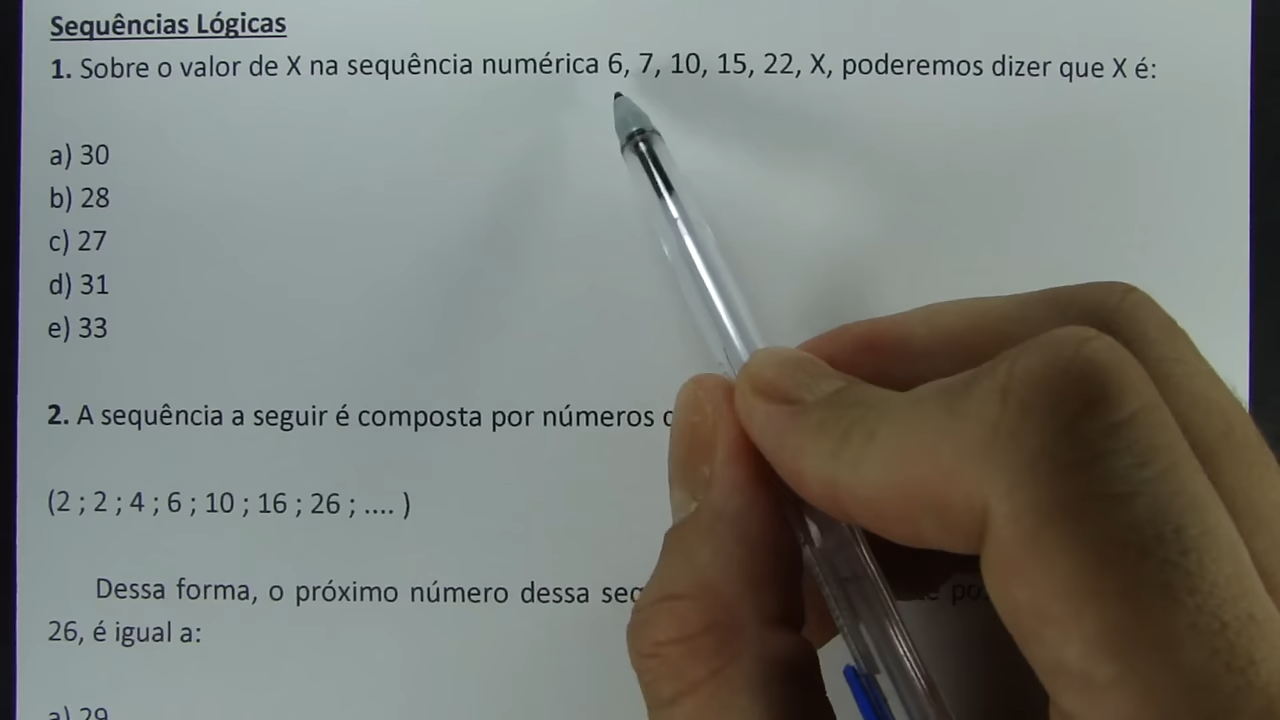 Sequências Lógicas
1. Sobre o valor de X na sequência numérica 6, 7, 10, 15, 22, X, poderemos dizer que X é:
a) 30
b) 28
c) 27
d) 31
e) 33
2. A sequência a seguir é composta por números
(2 ; 2 ; 4 ; 6 ; 10 ; 16 ; 26 ; .... )
Dessa forma, o próximo número dessa
26, é igual a:
a) 29